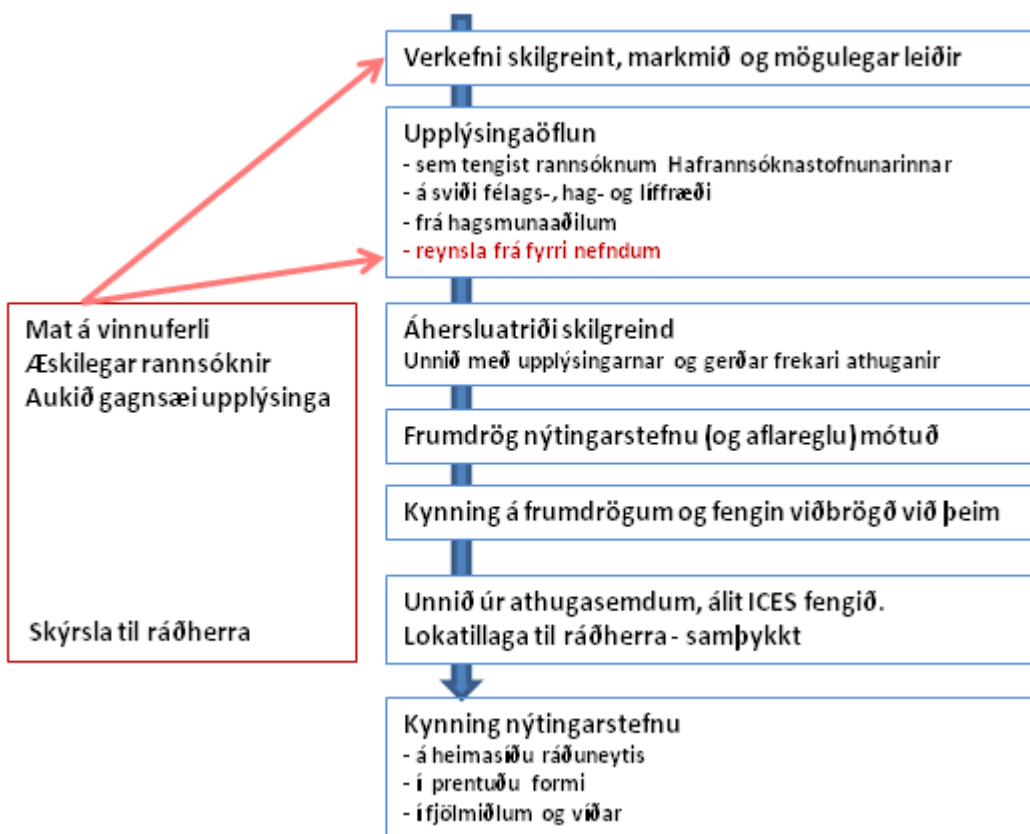 Verkefni skilgreint, markmið og mögulegar leiðir
Upplýsingaöflun
- sem tengist rannsóknum Hafrannsóknastofnunarinnar
- á sviði félags-, hag- og líffræði
- frá hagsmunaaðilum
- reynsla frá fyrri nefndum
Mat á vinnuferli
Æskilegar rannsóknir
Aukið gagnsæi upplýsinga
Skýrsla til ráðherra
Áhersluatriði skilgreind
Unnið með upplýsingarnar og gerðar frekari athuganir
Frumdrög nýtingarstefnu (og aflareglu) mótuð
Kynning á frumdrögum og fengin viðbrögð við þeim
Unnið úr athugasemdum, álit ICES fengið.
Lokatillaga til ráðherra - samþykkt
Kynning nýtingarstefnu
- á heimasíðu ráðuneytis
- í prentuðu formi
- í fjölmiðlum og víðar